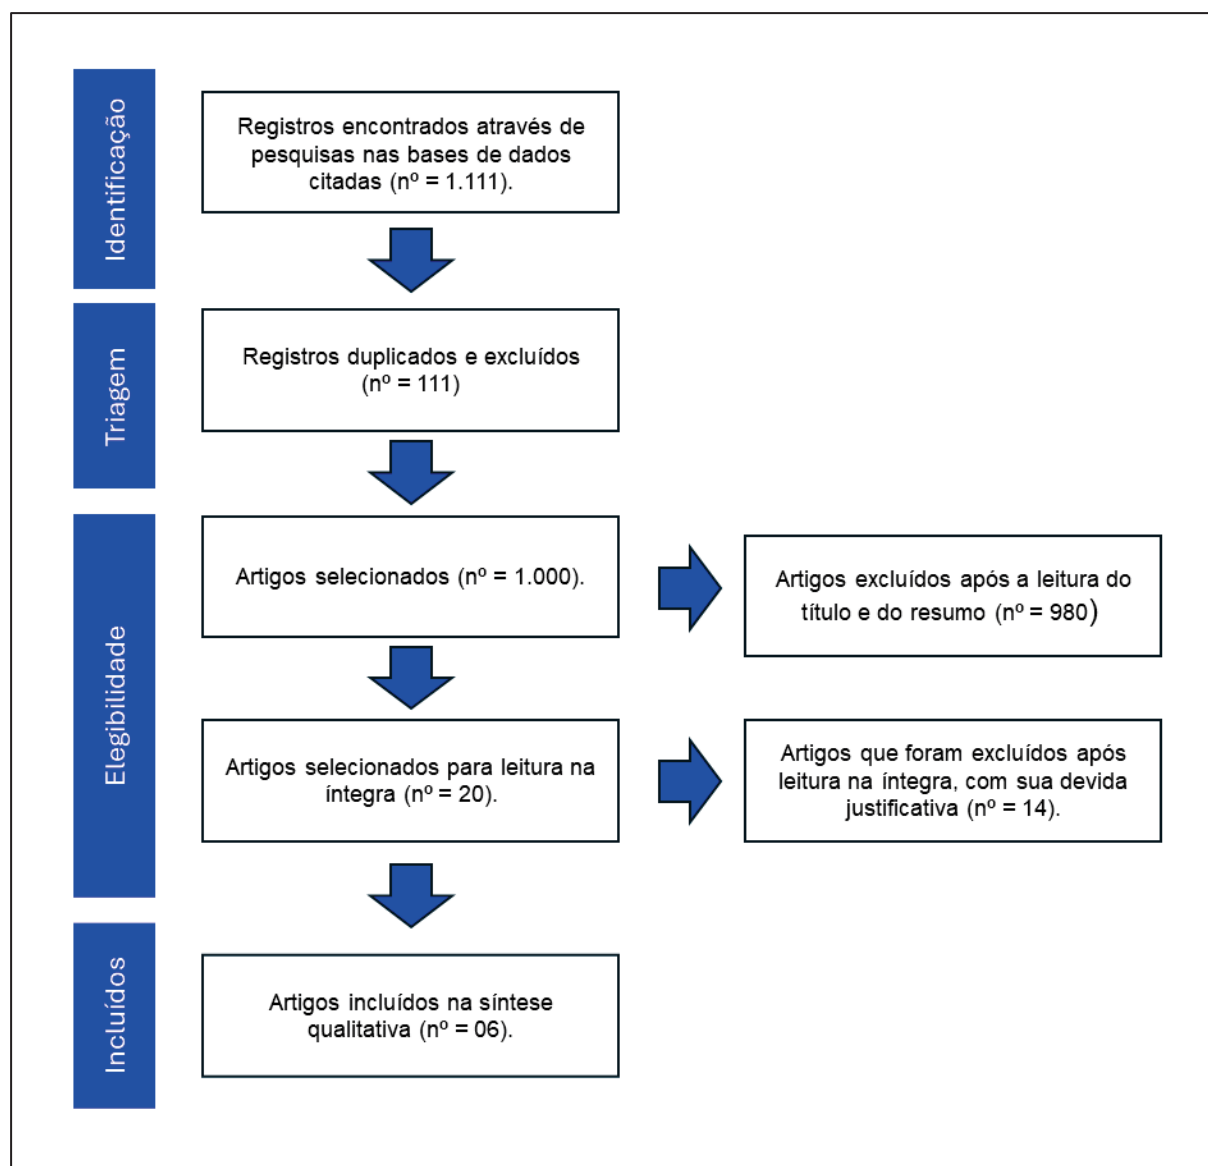 Identificação
Registros encontrados através de
pesquisas nas bases de dados
citadas (nº = 1.111).
Triagem
Registros duplicados e excluídos
(nº = 111)
Elegibilidade
Artigos selecionados (nº = 1.000).
Artigos excluídos após a leitura do
título e do resumo (nº = 980)
Artigos selecionados para leitura na
íntegra (nº = 20).
Artigos que foram excluídos após
leitura na íntegra, com sua devida
justificativa (nº = 14).
Incluídos
Artigos incluídos na síntese
qualitativa (nº = 06).